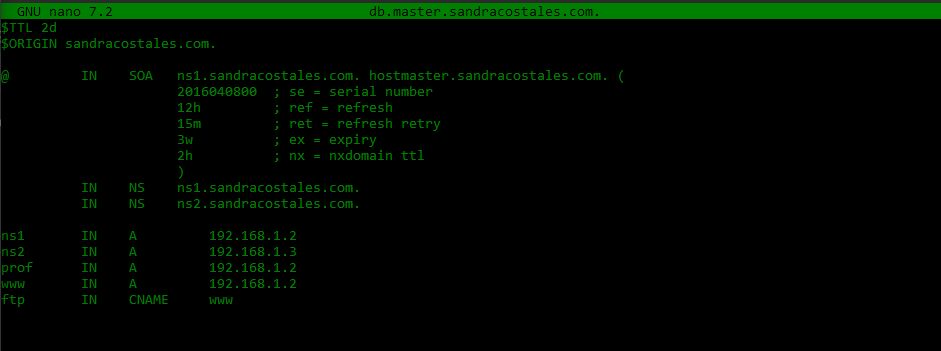 GNU nano 7.2 db.master.sandracostales.com.
$TTL 2d
$ORIGIN sandracostales.com.
@ IN SOA ns1.sandracostales.com. hostmaster.sandracostales.com. (
2016040800 ; se = serial number
12h ; ref = refresh
15m ; ret = refresh retry
3w ; ex = expiry
2h ; nx = nxdomain ttl
)
IN NS ns1.sandracostales.com.
IN NS ns2.sandracostales.com.
ns1 IN A 192.168.1.2
ns2 IN A 192.168.1.3
prof IN A 192.168.1.2
www IN A 192.168.1.2
ftp IN CNAME www